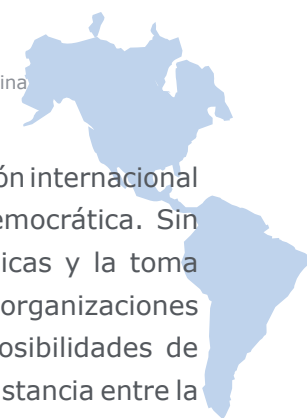 ina
ón internacional
emocrática. Sin
icas y la toma
organizaciones
osibilidades de
stancia entre la